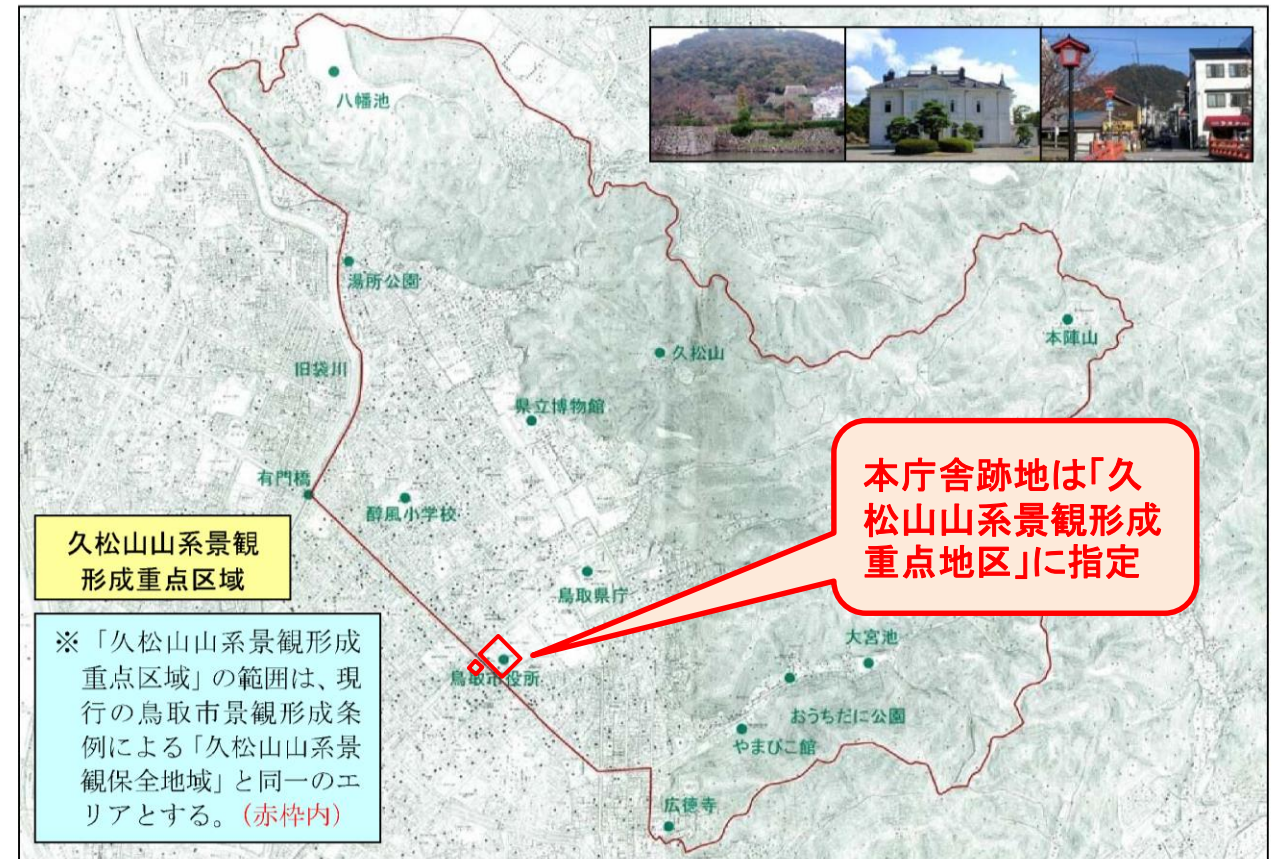 八幡池
湯所公園
旧袋川
久松山
本陣山
県立博物館
有門橋
醇風小学校
本庁舎跡地は「久
松山山系景観形成
重点地区」に指定
久松山山系景観
形成重点区域
鳥取県庁
※「久松山山系景観形成
重点区域」の範囲は、現
行の鳥取市景観形成条
例による「久松山山系景
観保全地域」と同一のエ
リアとする。(赤枠内)
鳥取市役所
大宮池
おうちだに公園
やまびこ館
広徳寺